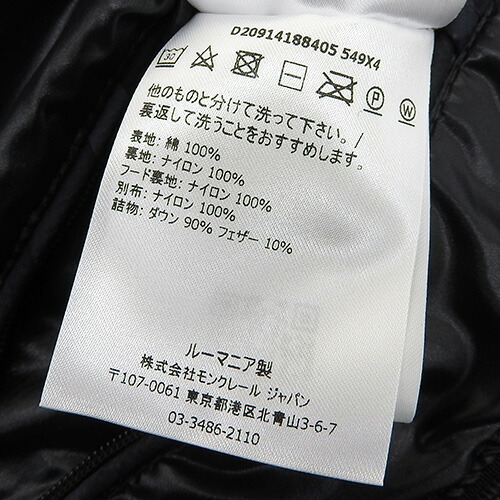 D20914188405 549X4
30
P W
他のものと分けて洗って下さい。/
裏返して洗うことをおすすめします。
表地: 綿 100%
裏地: ナイロン 100%
フード裏地: ナイロン 100%
別布: ナイロン 100%
詰物: ダウン 90% フェザー 10%
ルーマニア製
株式会社モンクレール ジャパン
〒107-0061 東京都港区北青山3-6-7
03-3486-2110